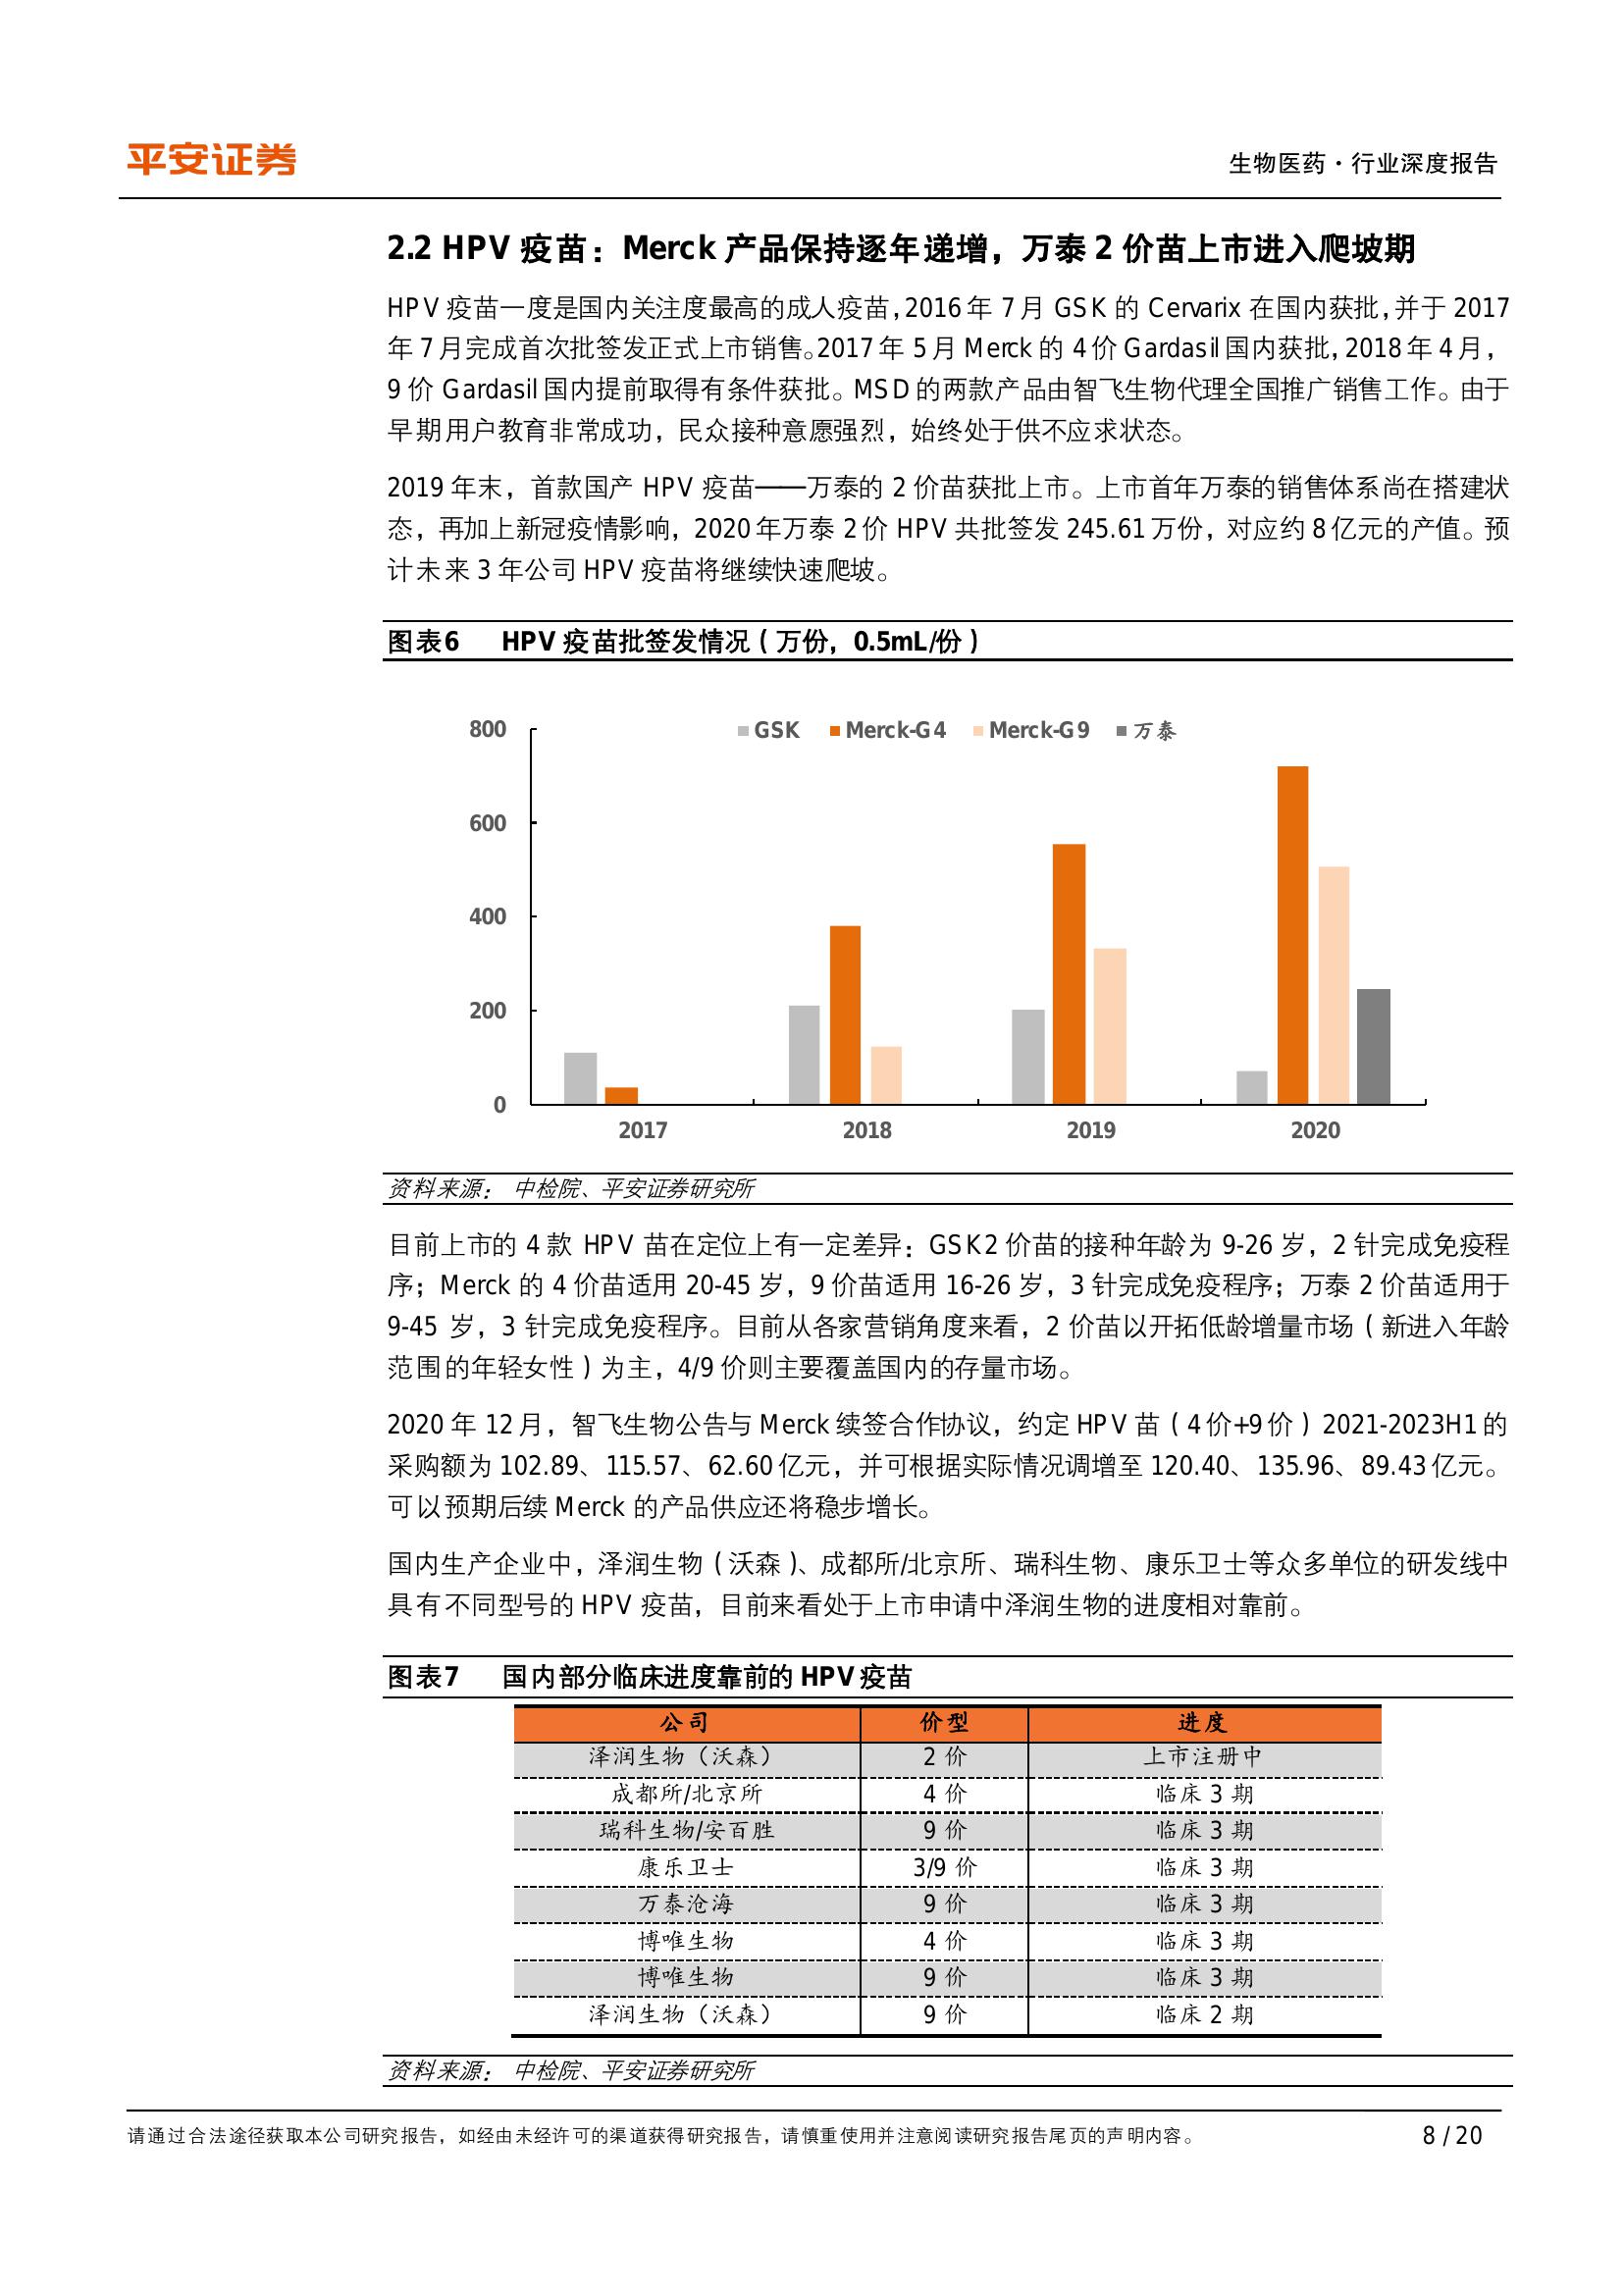 平安证券
生物医药·行业深度报告
2.2 HPV 疫苗：Merck 产品保持逐年递增，万泰 2 价苗上市进入爬坡期
HPV 疫苗一度是国内关注度最高的成人疫苗，2016 年 7 月 GSK 的 Cervarix 在国内获批，并于 2017
年 7 月完成首次批签发正式上市销售。2017 年 5 月 Merck 的 4 价 Gardasil 国内获批，2018 年 4 月，
9 价 Gardasil 国内提前取得有条件获批。MSD 的两款产品由智飞生物代理全国推广销售工作。由于
早期用户教育非常成功，民众接种意愿强烈，始终处于供不应求状态。
2019 年末，首款国产 HPV 疫苗——万泰的 2 价苗获批上市。上市首年万泰的销售体系尚在搭建状
态，再加上新冠疫情影响，2020 年万泰 2 价 HPV 共批签发 245.61 万份，对应约 8 亿元的产值。预
计未来 3 年公司 HPV 疫苗将继续快速爬坡。
图表6 HPV 疫苗批签发情况（万份，0.5mL/份）
GSK Merck-G4 Merck-G9 万泰
800
600
400
200
0
2017 2018 2019 2020
资料来源： 中检院、平安证券研究所
目前上市的 4 款 HPV 苗在定位上有一定差异：GSK2 价苗的接种年龄为 9-26 岁，2 针完成免疫程
序；Merck 的 4 价苗适用 20-45 岁，9 价苗适用 16-26 岁，3 针完成免疫程序；万泰 2 价苗适用于
9-45 岁，3 针完成免疫程序。目前从各家营销角度来看，2 价苗以开拓低龄增量市场（新进入年龄
范围的年轻女性）为主，4/9 价则主要覆盖国内的存量市场。
2020 年 12 月，智飞生物公告与 Merck 续签合作协议，约定 HPV 苗（4 价+9 价）2021-2023H1 的
采购额为 102.89、115.57、62.60 亿元，并可根据实际情况调增至 120.40、135.96、89.43 亿元。
可以预期后续 Merck 的产品供应还将稳步增长。
国内生产企业中，泽润生物（沃森）、成都所/北京所、瑞科生物、康乐卫士等众多单位的研发线中
具有不同型号的 HPV 疫苗，目前来看处于上市申请中泽润生物的进度相对靠前。
图表7 国内部分临床进度靠前的 HPV 疫苗
公司 价型 进度
泽润生物（沃森） 2 价 上市注册中
成都所/北京所 4 价 临床 3 期
瑞科生物/安百胜 9 价 临床 3 期
康乐卫士 3/9 价 临床 3 期
万泰沧海 9 价 临床 3 期
博唯生物 4 价 临床 3 期
博唯生物 9 价 临床 3 期
泽润生物（沃森） 9 价 临床 2 期
资料来源： 中检院、平安证券研究所
请通过合法途径获取本公司研究报告，如经由未经许可的渠道获得研究报告，请慎重使用并注意阅读研究报告尾页的声明内容。
8 / 20